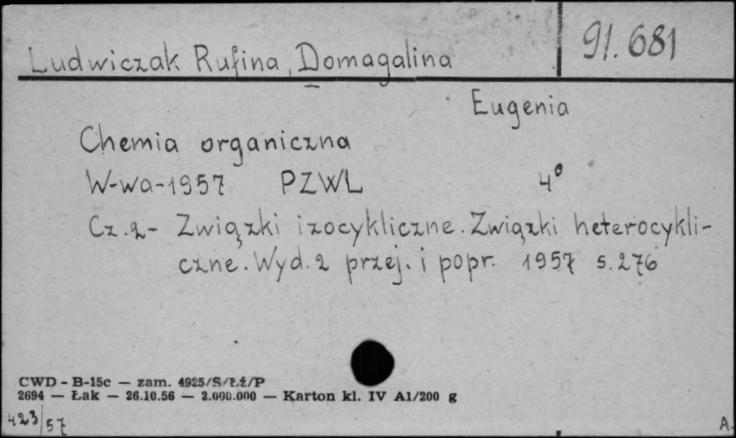 91.681
Ludwiczak Rufina, Domagalina
Eugenia
Chemia organiczna
W-wa-1957 PZWL 4°
Cz.2- Związki izocykliczne. Związki heterocykli-
czne. Wyd. 2 przej. i popr. 1957 s.276
CWD - B-15c — zam. 4925/S/Łź/P
2694 — Łak — 26.10.56 — 2.000.000 — Karton kl. IV A1/200 g
423/57
A.